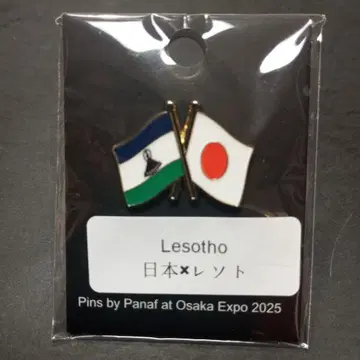 Lesotho
日本×レソト
Pins by Panaf at Osaka Expo 2025